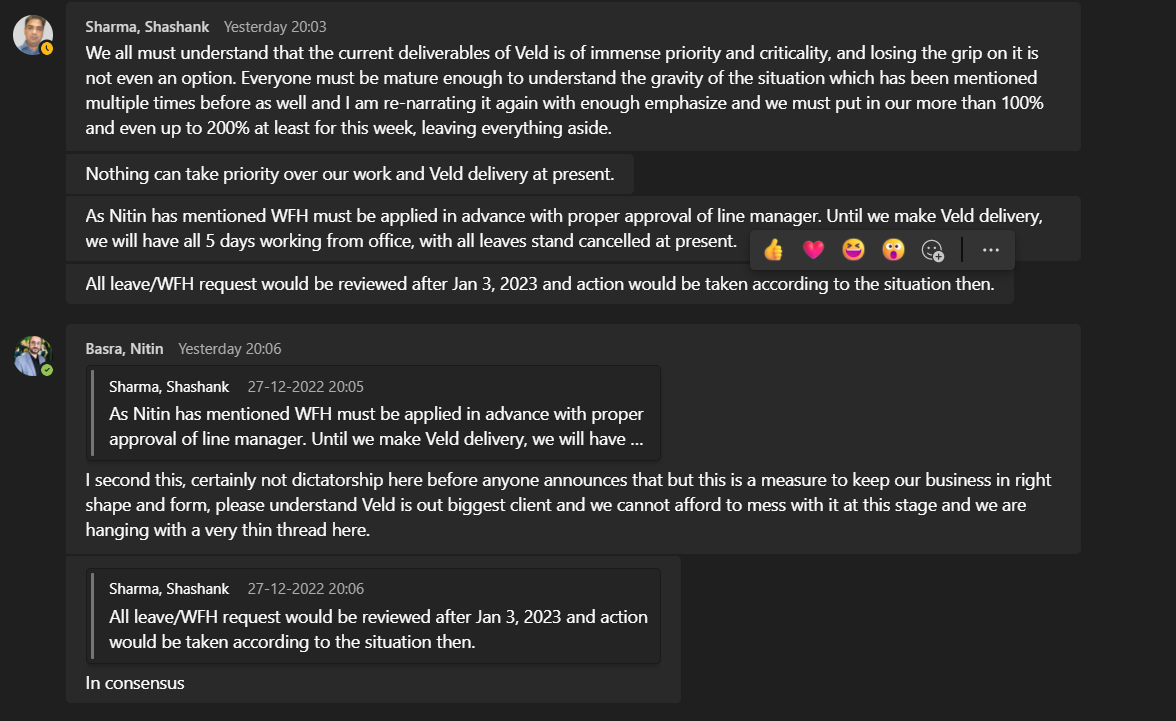 Sharma, Shashank Yesterday 20:03
We all must understand that the current deliverables of Veld is of immense priority and criticality, and losing the grip on it is
not even an option. Everyone must be mature enough to understand the gravity of the situation which has been mentioned
multiple times before as well and I am re-narrating it again with enough emphasize and we must put in our more than 100%
and even up to 200% at least for this week, leaving everything aside.
Nothing can take priority over our work and Veld delivery at present.
As Nitin has mentioned WFH must be applied in advance with proper approval of line manager. Until we make Veld delivery,
we will have all 5 days working from office, with all leaves stand cancelled at present.
All leave/WFH request would be reviewed after Jan 3, 2023 and action would be taken according to the situation then.
Basra, Nitin Yesterday 20:06
Sharma, Shashank 27-12-2022 20:05
As Nitin has mentioned WFH must be applied in advance with proper
approval of line manager. Until we make Veld delivery, we will have ...
I second this, certainly not dictatorship here before anyone announces that but this is a measure to keep our business in right
shape and form, please understand Veld is out biggest client and we cannot afford to mess with it at this stage and we are
hanging with a very thin thread here.
Sharma, Shashank 27-12-2022 20:06
All leave/WFH request would be reviewed after Jan 3, 2023 and action
would be taken according to the situation then.
In consensus